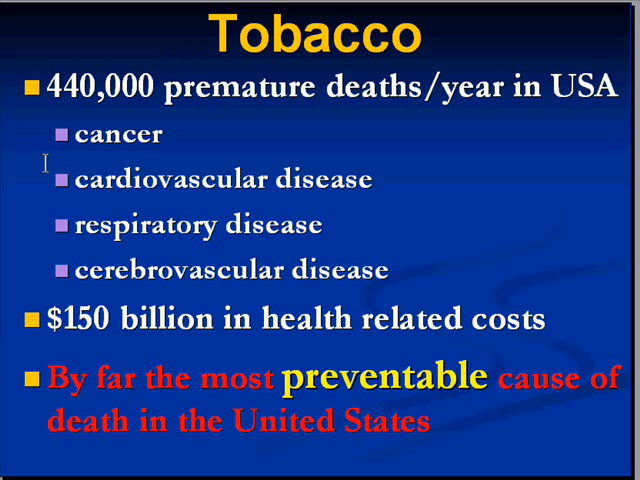 Tobacco
440,000 premature deaths/year in USA
cancer
cardiovascular disease
respiratory disease
cerebrovascular disease
$150 billion in health related costs
By far the most preventable cause of
death in the United States